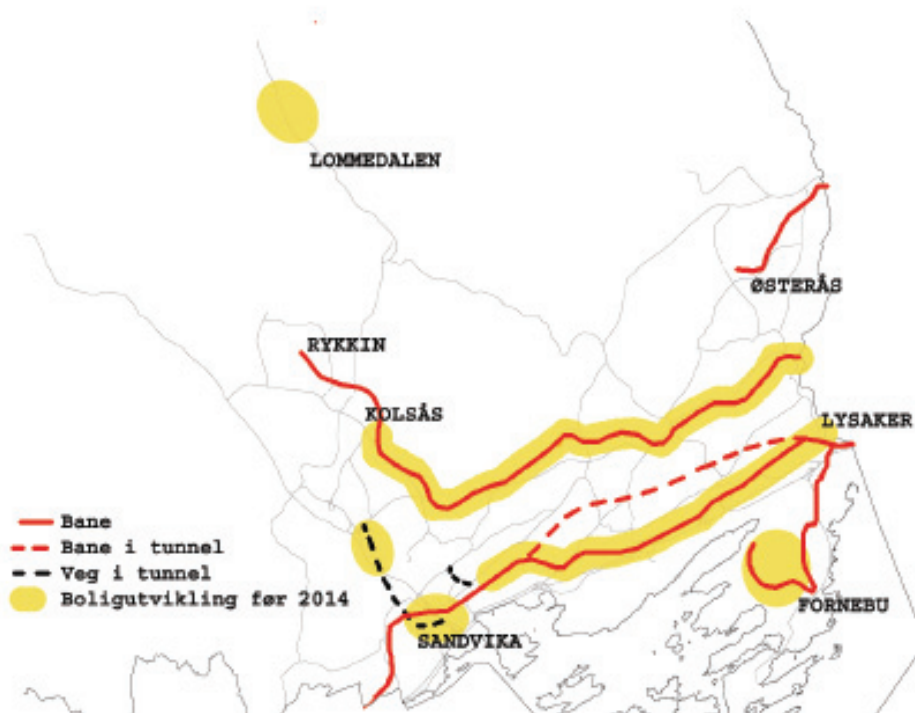 LOMMEDALEN
ØSTERÅS
RYKKIN
KOLSÅS
LYSAKER
Bane
Bane i tunnel
Veg i tunnel
Boligutvikling før 2014
FORNEBU
SANDVIKA